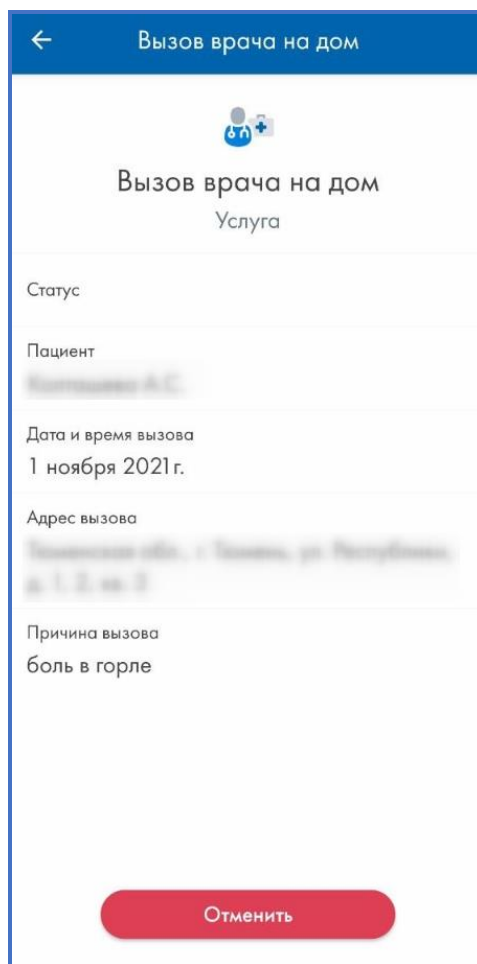 Вызов врача на дом
Вызов врача на дом
Услуга
Статус
Пациент
Дата и время вызова
1 ноября 2021 г.
Адрес вызова
Причина вызова
боль в горле
Отменить